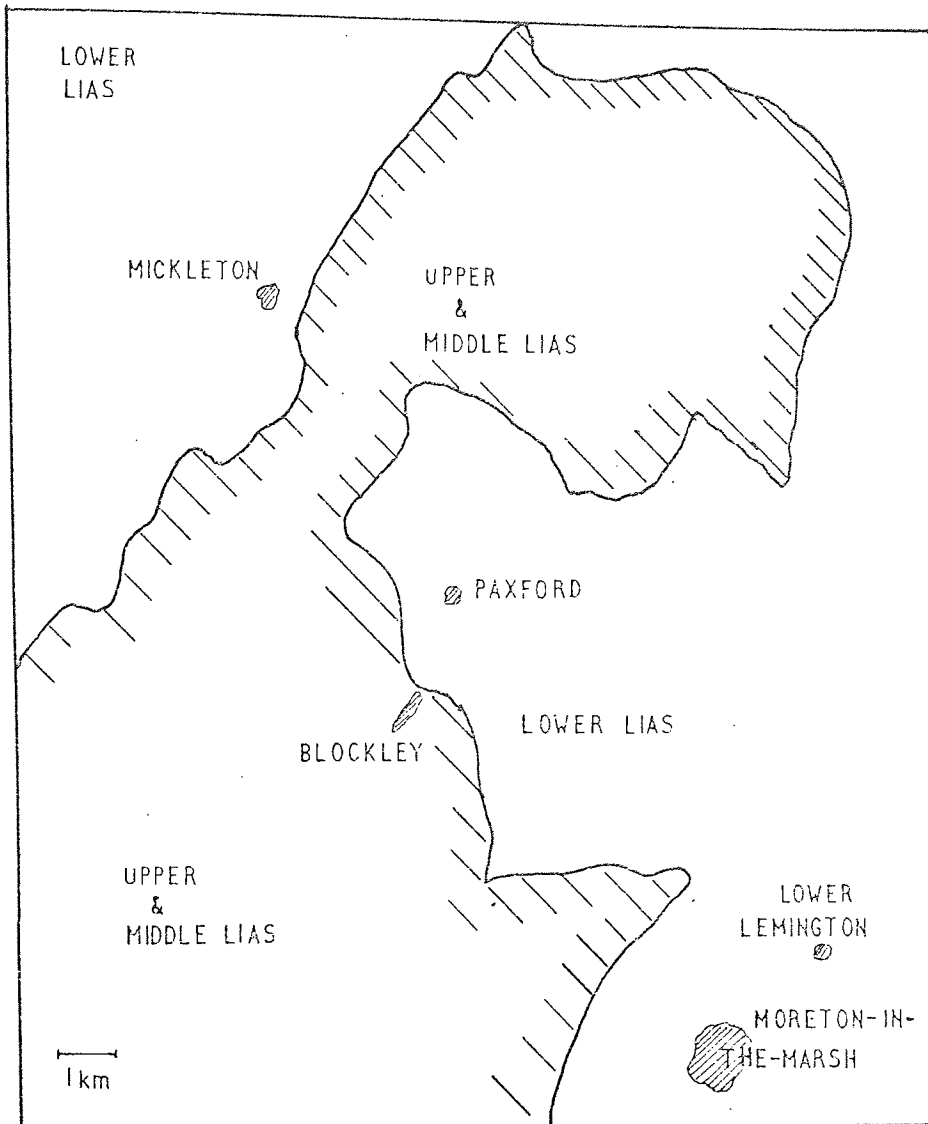 LOWER
LIAS
MICKLETON
UPPER
&
MIDDLE LIAS
PAXFORD
LOWER LIAS
BLOCKLEY
UPPER
&
MIDDLE LIAS
LOWER
LEMINGTON
MORETON-IN-
THE-MARSH
1km